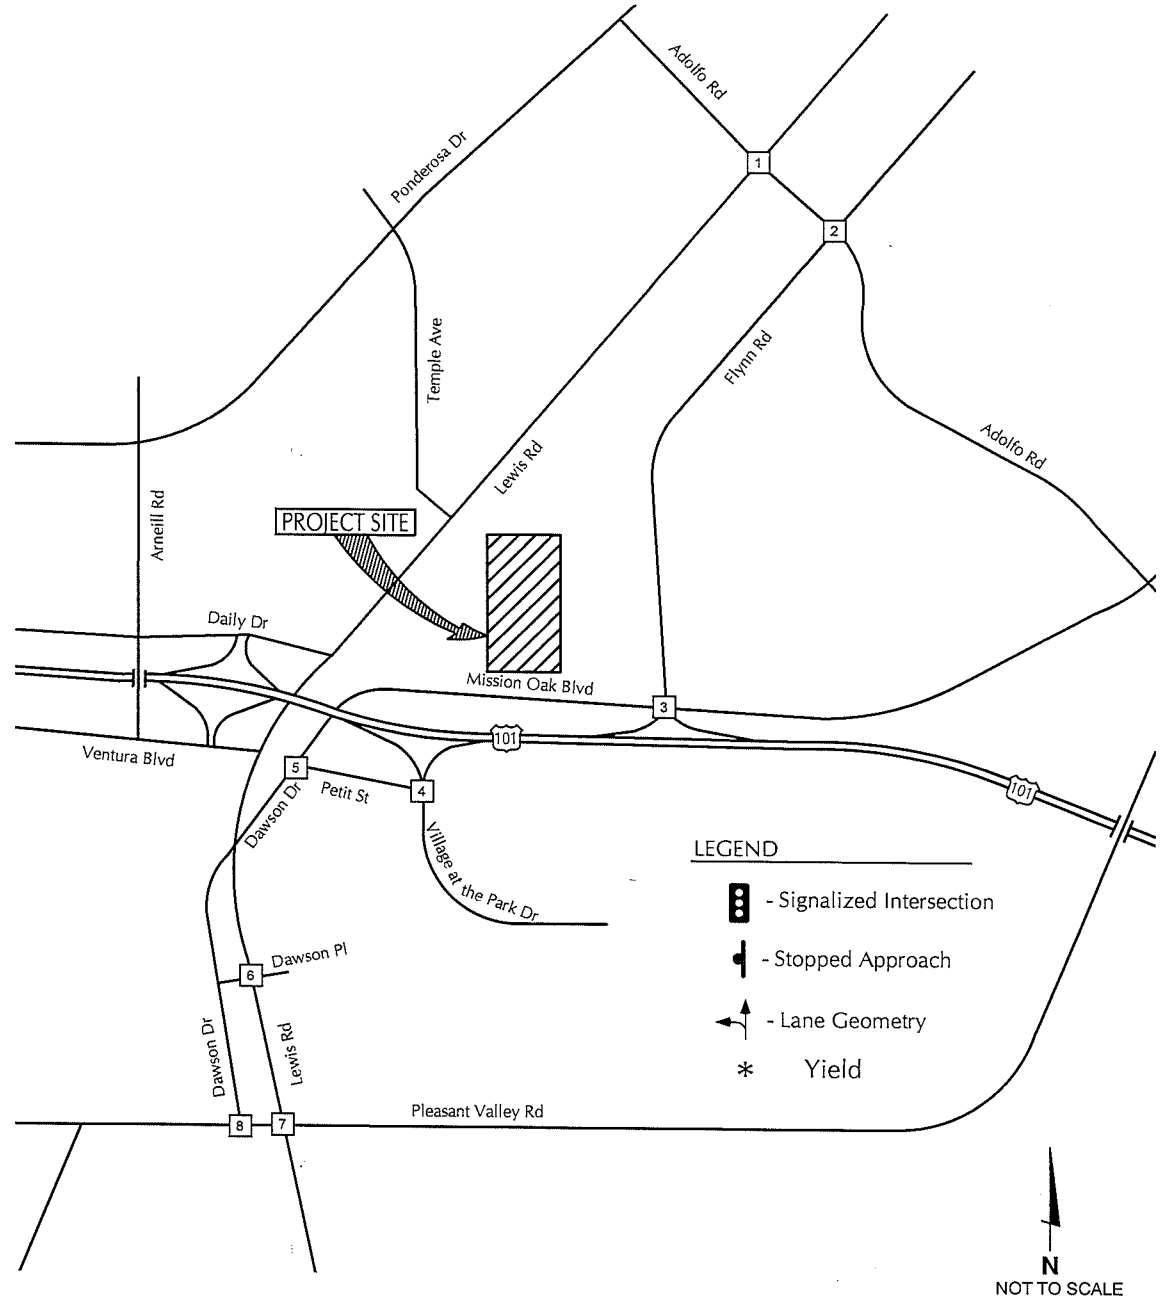 Adolfo Rd
1
Ponderosa Dr
2
Temple Ave
Flynn Rd
Adolfo Rd
Lewis Rd
Arneill Rd
PROJECT SITE
Daily Dr
Mission Oak Blvd
3
101
Ventura Blvd
5
Petit St
4
101
Dawson Dr
Village at the Park Dr
LEGEND
- Signalized Intersection
- Stopped Approach
- Lane Geometry
* Yield
6
Dawson Pl
Dawson Dr
Lewis Rd
Pleasant Valley Rd
8
7
N
NOT TO SCALE